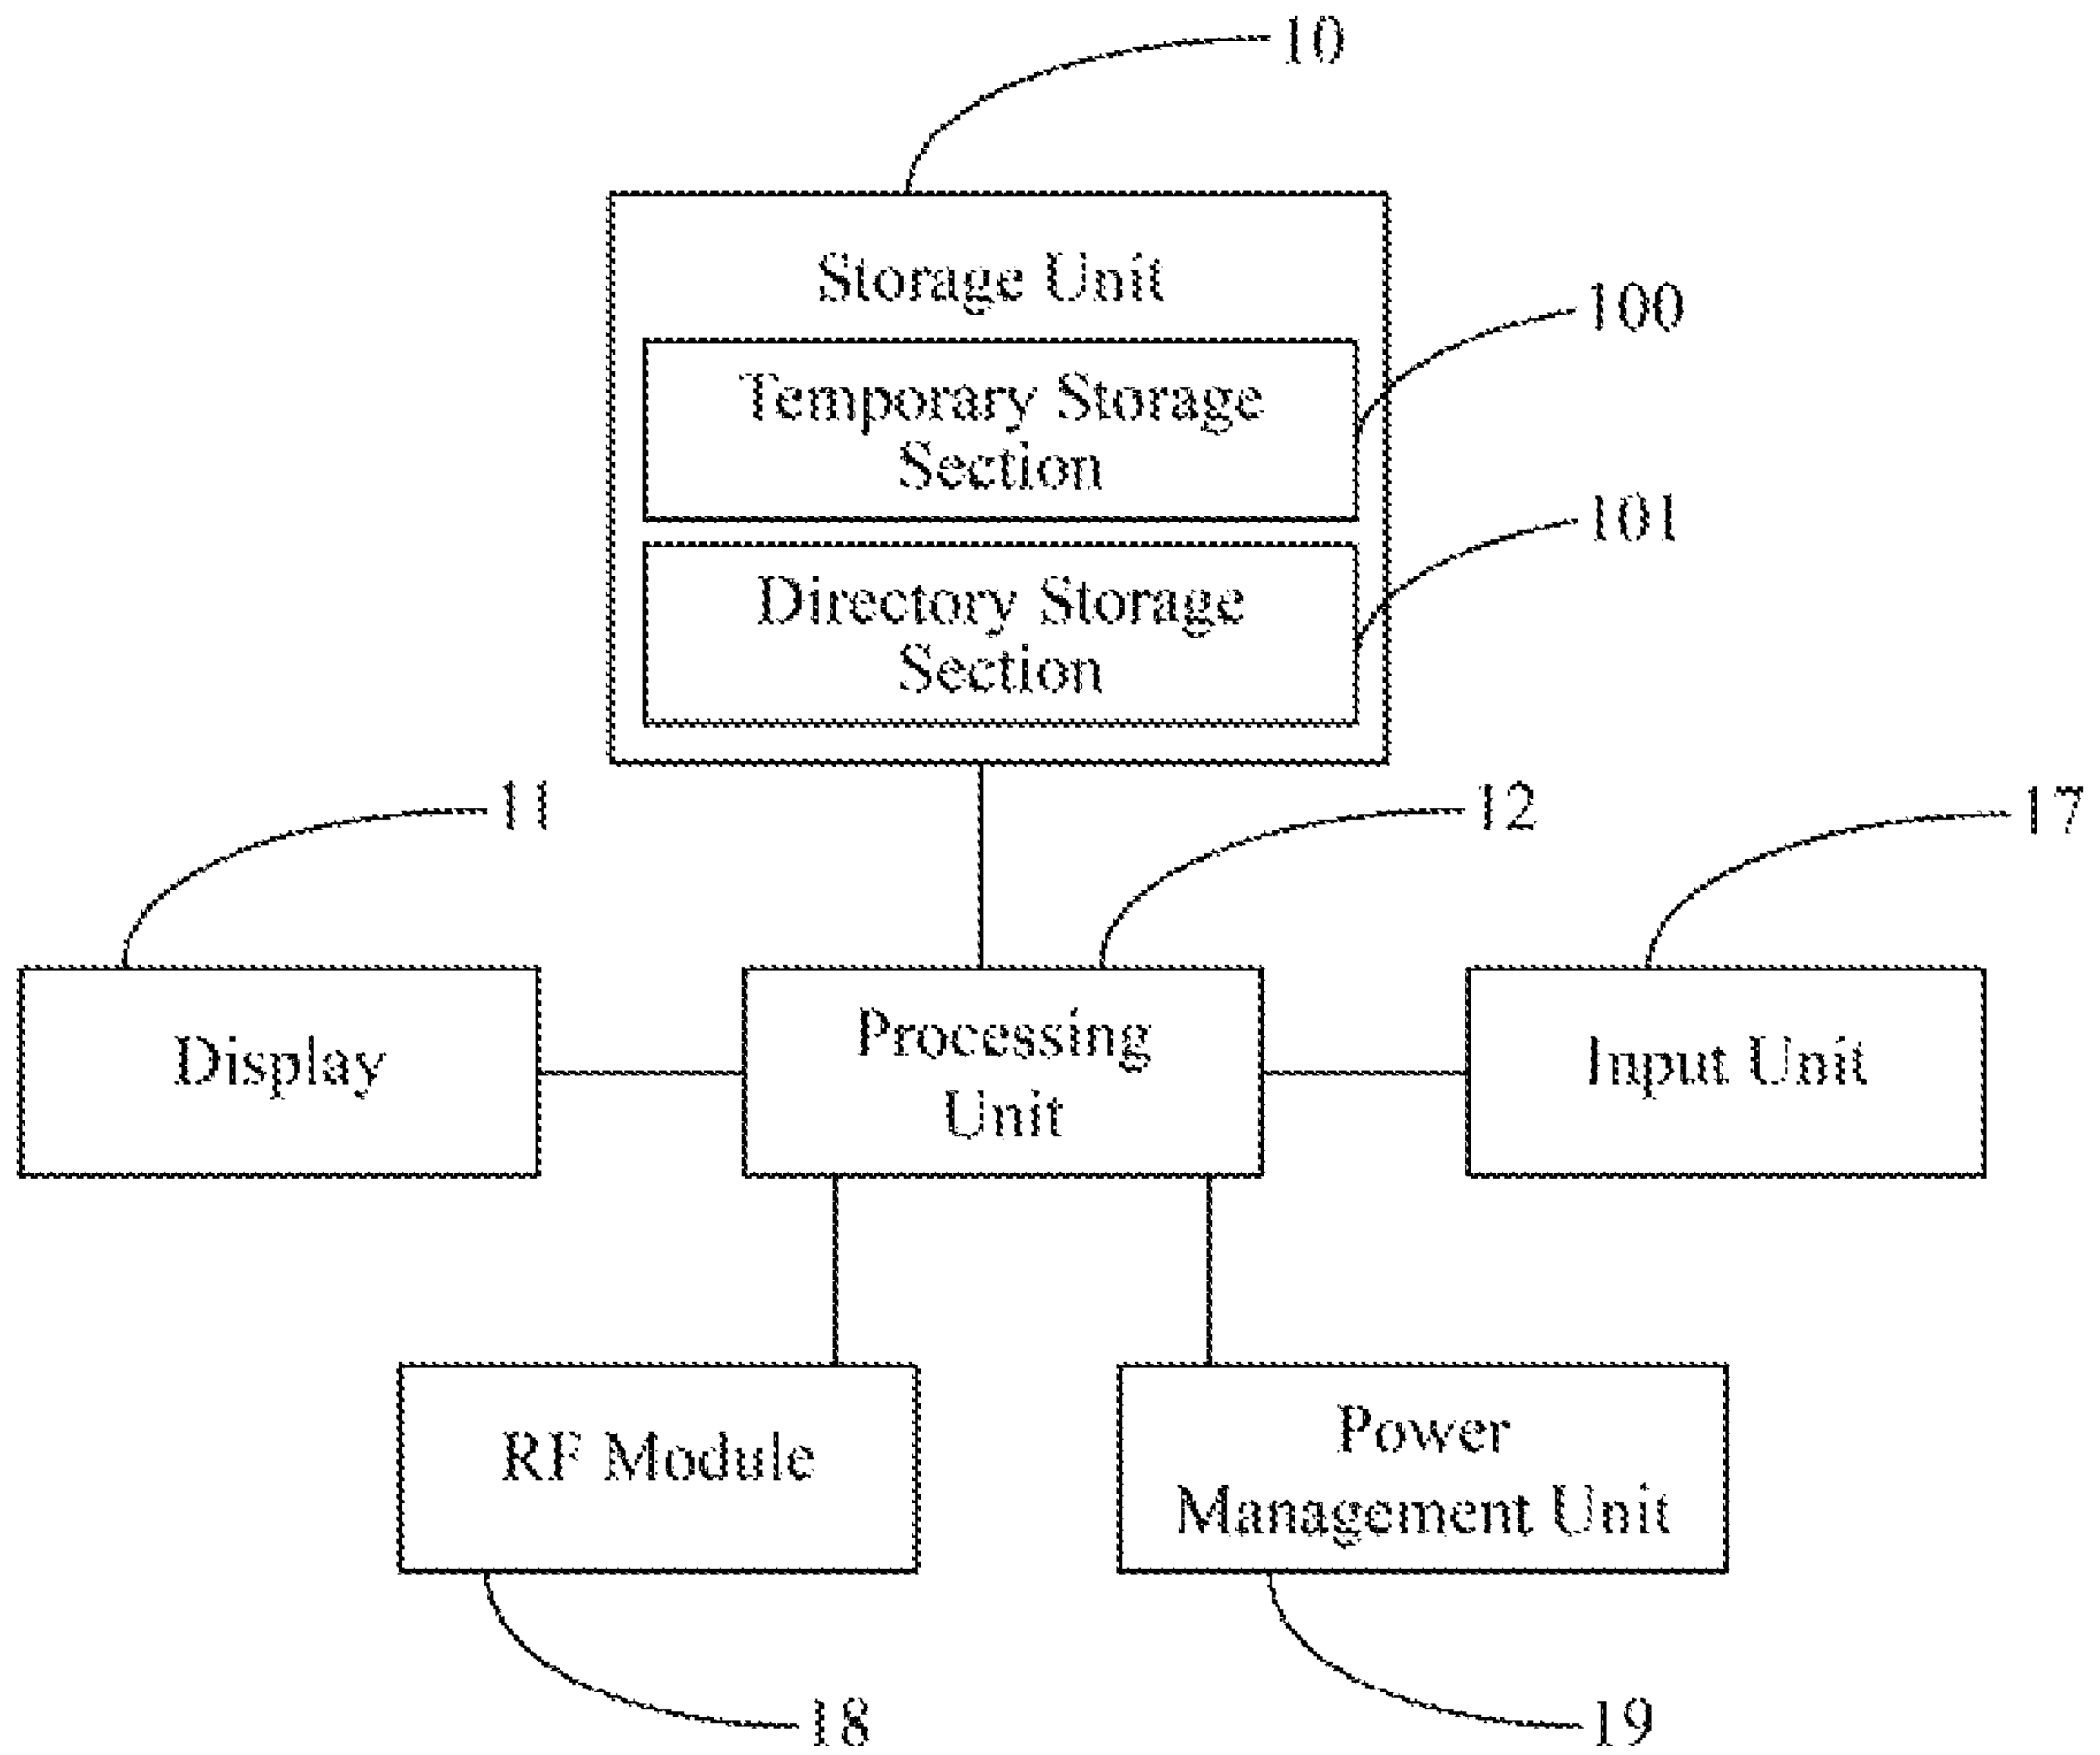 10
Storage Unit
100
Temporary Storage
Section
101
Directory Storage
Section
11
12
17
Display
Processing
Unit
Input Unit
RF Module
Power
Management Unit
18
19